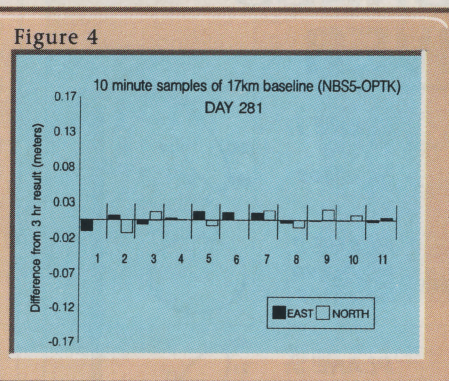 Figure 4
10 minute samples of 17km baseline (NBS5-OPTK)
DAY 281
Difference from 3 hr result (meters)
0.17
0.13
0.08
0.03
-0.02
-0.07
-0.12
-0.17
1 2 3 4 5 6 7 8 9 10 11
EAST NORTH